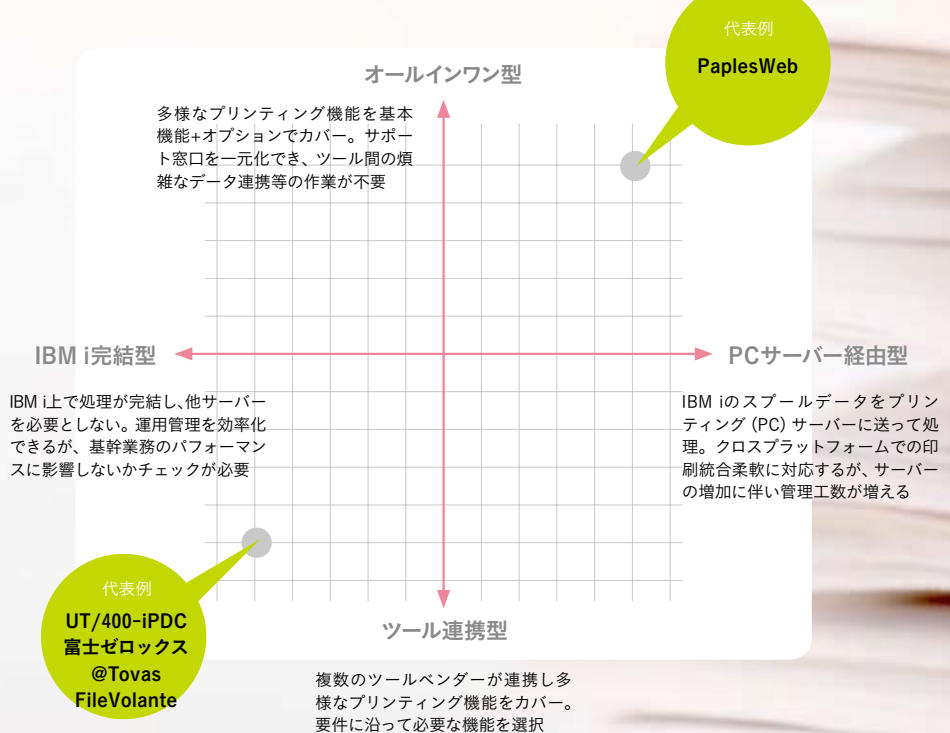 代表例
PaplesWeb
オールインワン型
多様なプリンティング機能を基本
機能+オプションでカバー。サポー
ト窓口を一元化でき、ツール間の煩
雑なデータ連携等の作業が不要
IBM i完結型
IBM i上で処理が完結し、他サーバー
を必要としない。運用管理を効率化
できるが、基幹業務のパフォーマン
スに影響しないかチェックが必要
PCサーバー経由型
IBM iのスプールデータをプリン
ティング（PC）サーバーに送って処
理。クロスプラットフォームでの印
刷統合柔軟に対応するが、サーバー
の増加に伴い管理工数が増える
代表例
UT/400-iPDC
富士ゼロックス
@Tovas
FileVolante
ツール連携型
複数のツールベンダーが連携し多
様なプリンティング機能をカバー。
要件に沿って必要な機能を選択